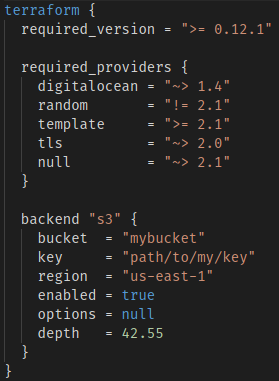 terraform {
  required_version = ">= 0.12.1"

  required_providers {
    digitalocean = "~> 1.4"
    random       = "!= 2.1"
    template     = ">= 2.1"
    tls          = "~> 2.0"
    null         = "~> 2.1"
  }

  backend "s3" {
    bucket  = "mybucket"
    key     = "path/to/my/key"
    region  = "us-east-1"
    enabled = true
    options = null
    depth   = 42.55
  }
}